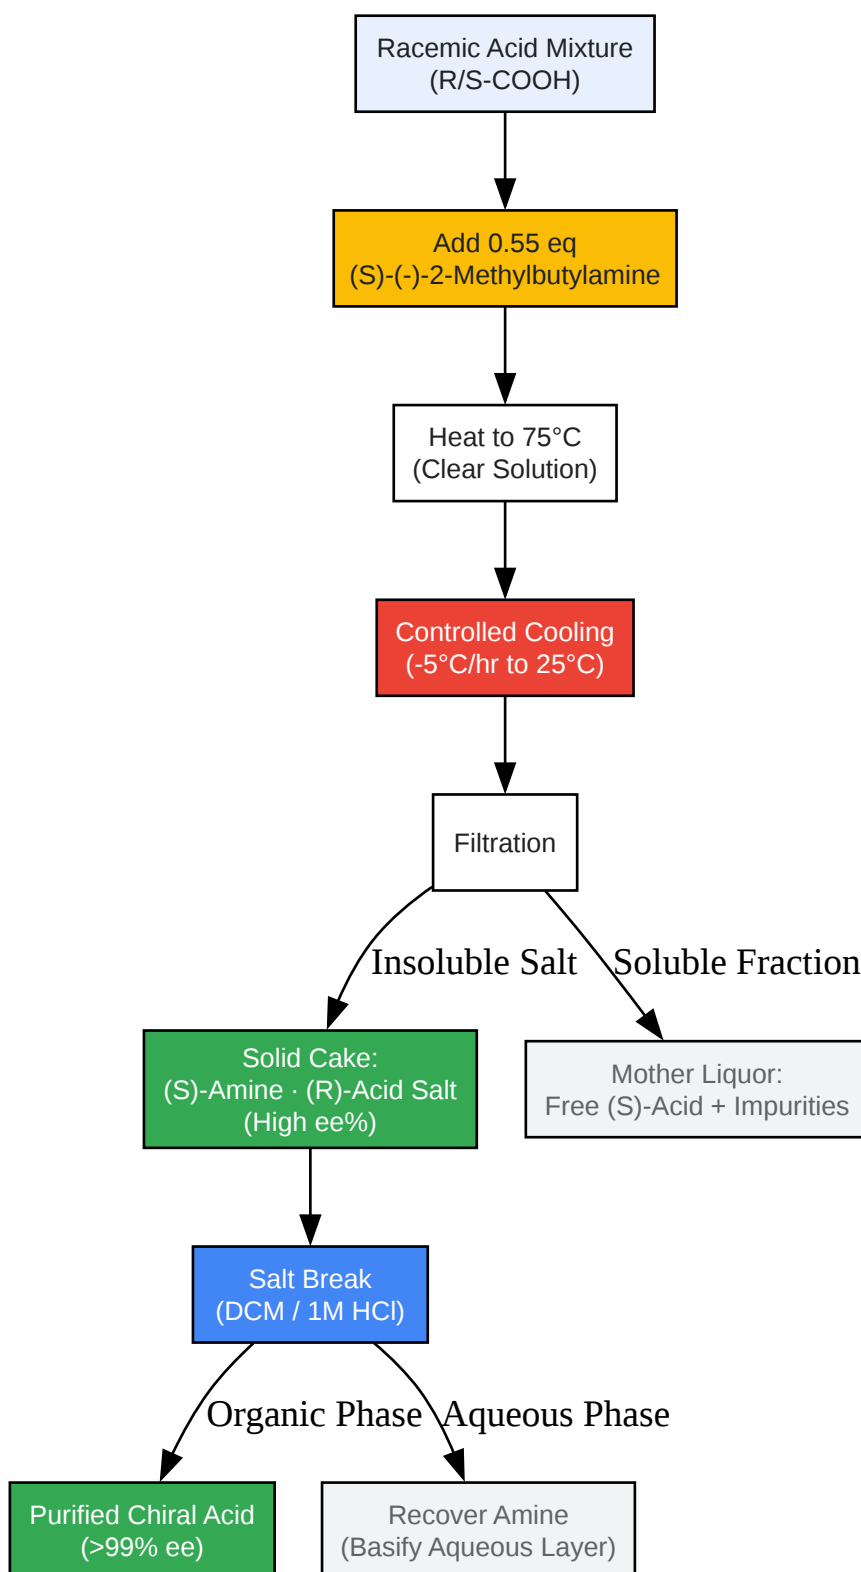 Racemic Acid Mixture
(R/S-COOH)
Add 0.55 eq
(S)-(-)-2-Methylbutylamine
Heat to 75°C
(Clear Solution)
Controlled Cooling
(-5°C/hr to 25°C)
Filtration
Insoluble Salt
Soluble Fraction
Solid Cake:
(S)-Amine · (R)-Acid Salt
(High ee%)
Mother Liquor:
Free (S)-Acid + Impurities
Salt Break
(DCM / 1M HCl)
Organic Phase
Aqueous Phase
Purified Chiral Acid
(>99% ee)
Recover Amine
(Basify Aqueous Layer)